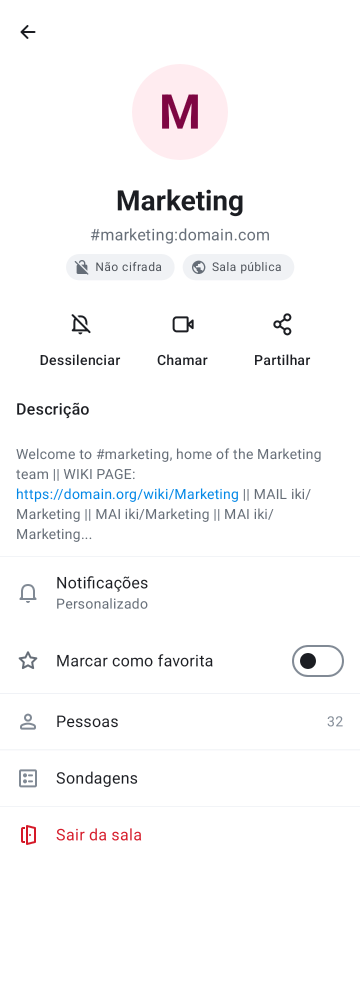 M
Marketing
#marketing:domain.com
Não cifrada
Sala pública
Dessilenciar
Chamar
Partilhar
Descrição
Welcome to #marketing, home of the Marketing
team || WIKI PAGE:
https://domain.org/wiki/Marketing || MAIL iki/
Marketing || MAI iki/Marketing || MAI iki/
Marketing...
Notificações
Personalizado
Marcar como favorita
Pessoas
32
Sondagens
Sair da sala